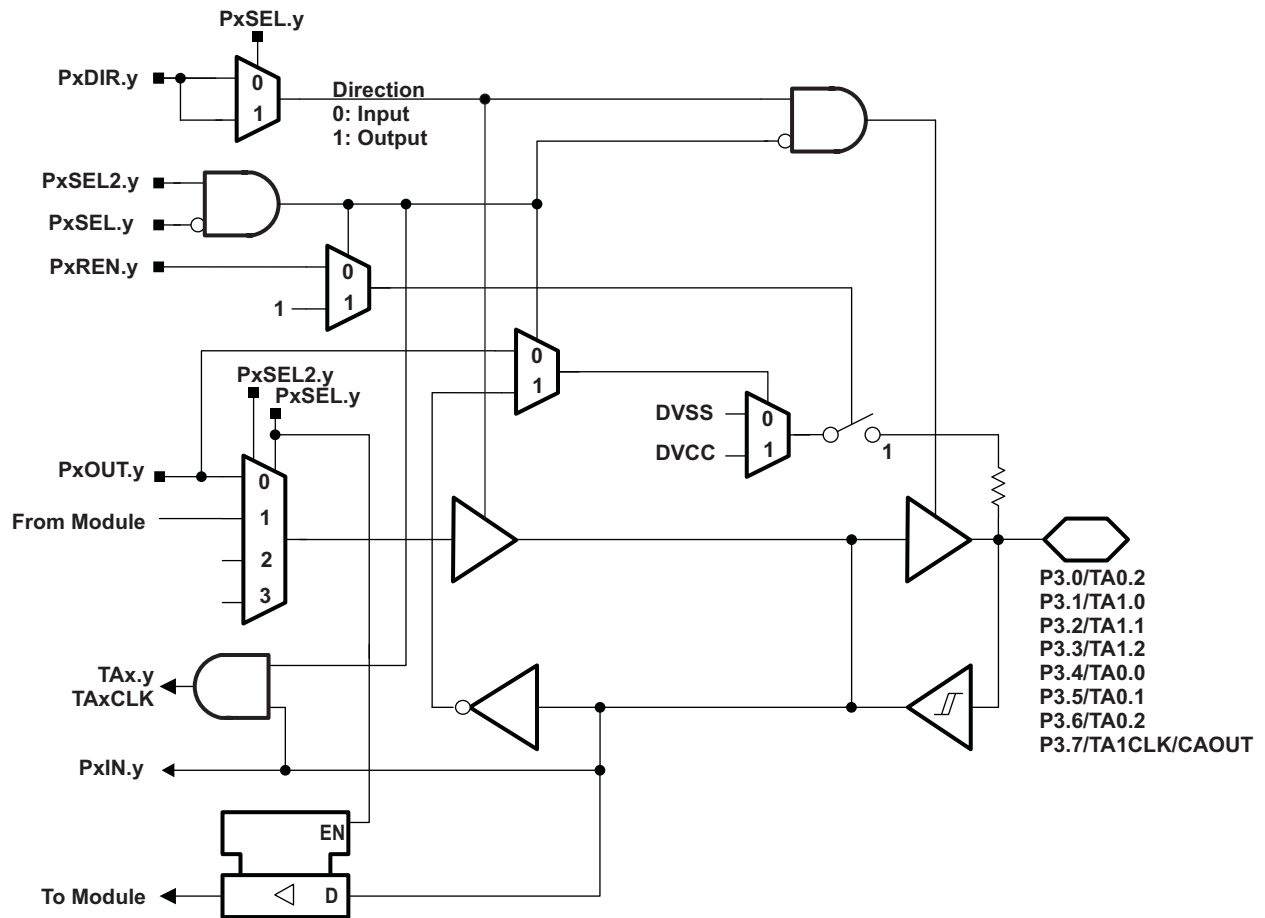 PxSEL.y
PxDIR.y
0
1
Direction
0: Input
1: Output
PxSEL2.y
PxSEL.y
PxREN.y
0
1
1
0
1
PxSEL2.y
PxSEL.y
DVSS
DVCC
0
1
1
PxOUT.y
From Module
0
1
2
3
P3.0/TA0.2
P3.1/TA1.0
P3.2/TA1.1
P3.3/TA1.2
P3.4/TA0.0
P3.5/TA0.1
P3.6/TA0.2
P3.7/TA1CLK/CAOUT
TAx.y
TAxCLK
PxIN.y
EN
D
To Module